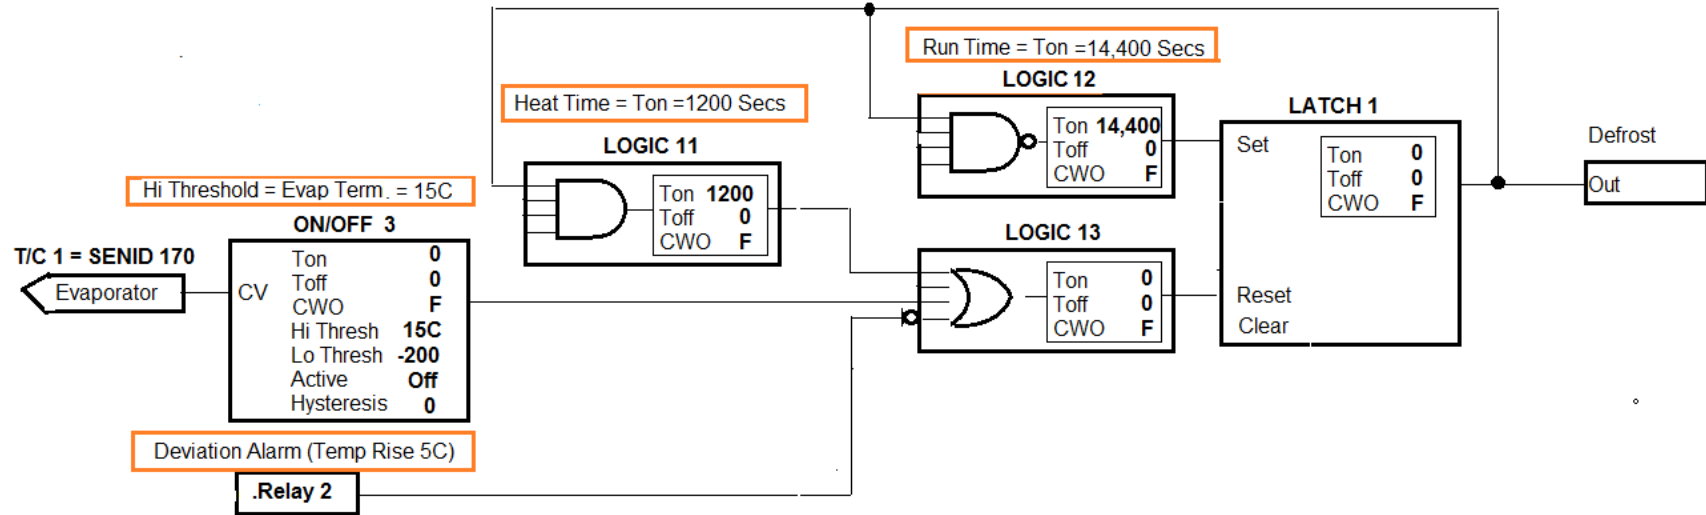 Run Time = Ton =14,400 Secs
LOGIC 12
Ton 14,400
Toff 0
CWO F
Heat Time = Ton =1200 Secs
LOGIC 11
Ton 1200
Toff 0
CWO F
LATCH 1
Set
Ton 0
Toff 0
CWO F
Reset
Clear
Defrost
Out
Hi Threshold = Evap Term. = 15C
ON/OFF 3
T/C 1 = SENID 170
Evaporator
CV
Ton 0
Toff 0
CWO F
Hi Thresh 15C
Lo Thresh -200
Active Off
Hysteresis 0
LOGIC 13
Ton 0
Toff 0
CWO F
Deviation Alarm (Temp Rise 5C)
.Relay 2